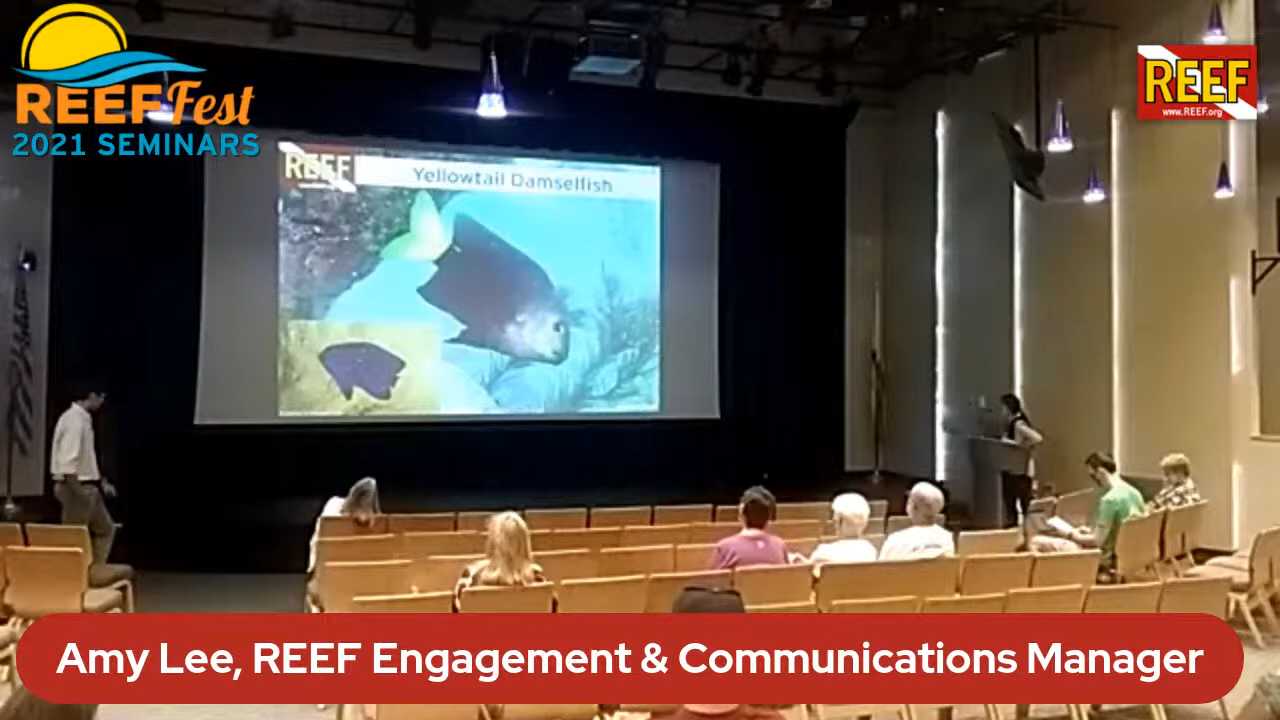 REEF Fest
2021 SEMINARS
REEF
www.REEF.org
REEF
Yellowtail Damselfish
Amy Lee, REEF Engagement & Communications Manager